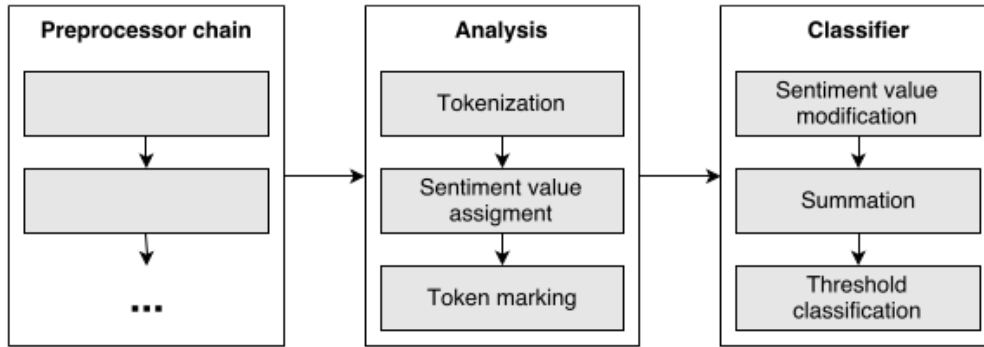 Preprocessor chain
...
Analysis
Tokenization
Sentiment value
assigment
Token marking
Classifier
Sentiment value
modification
Summation
Threshold
classification